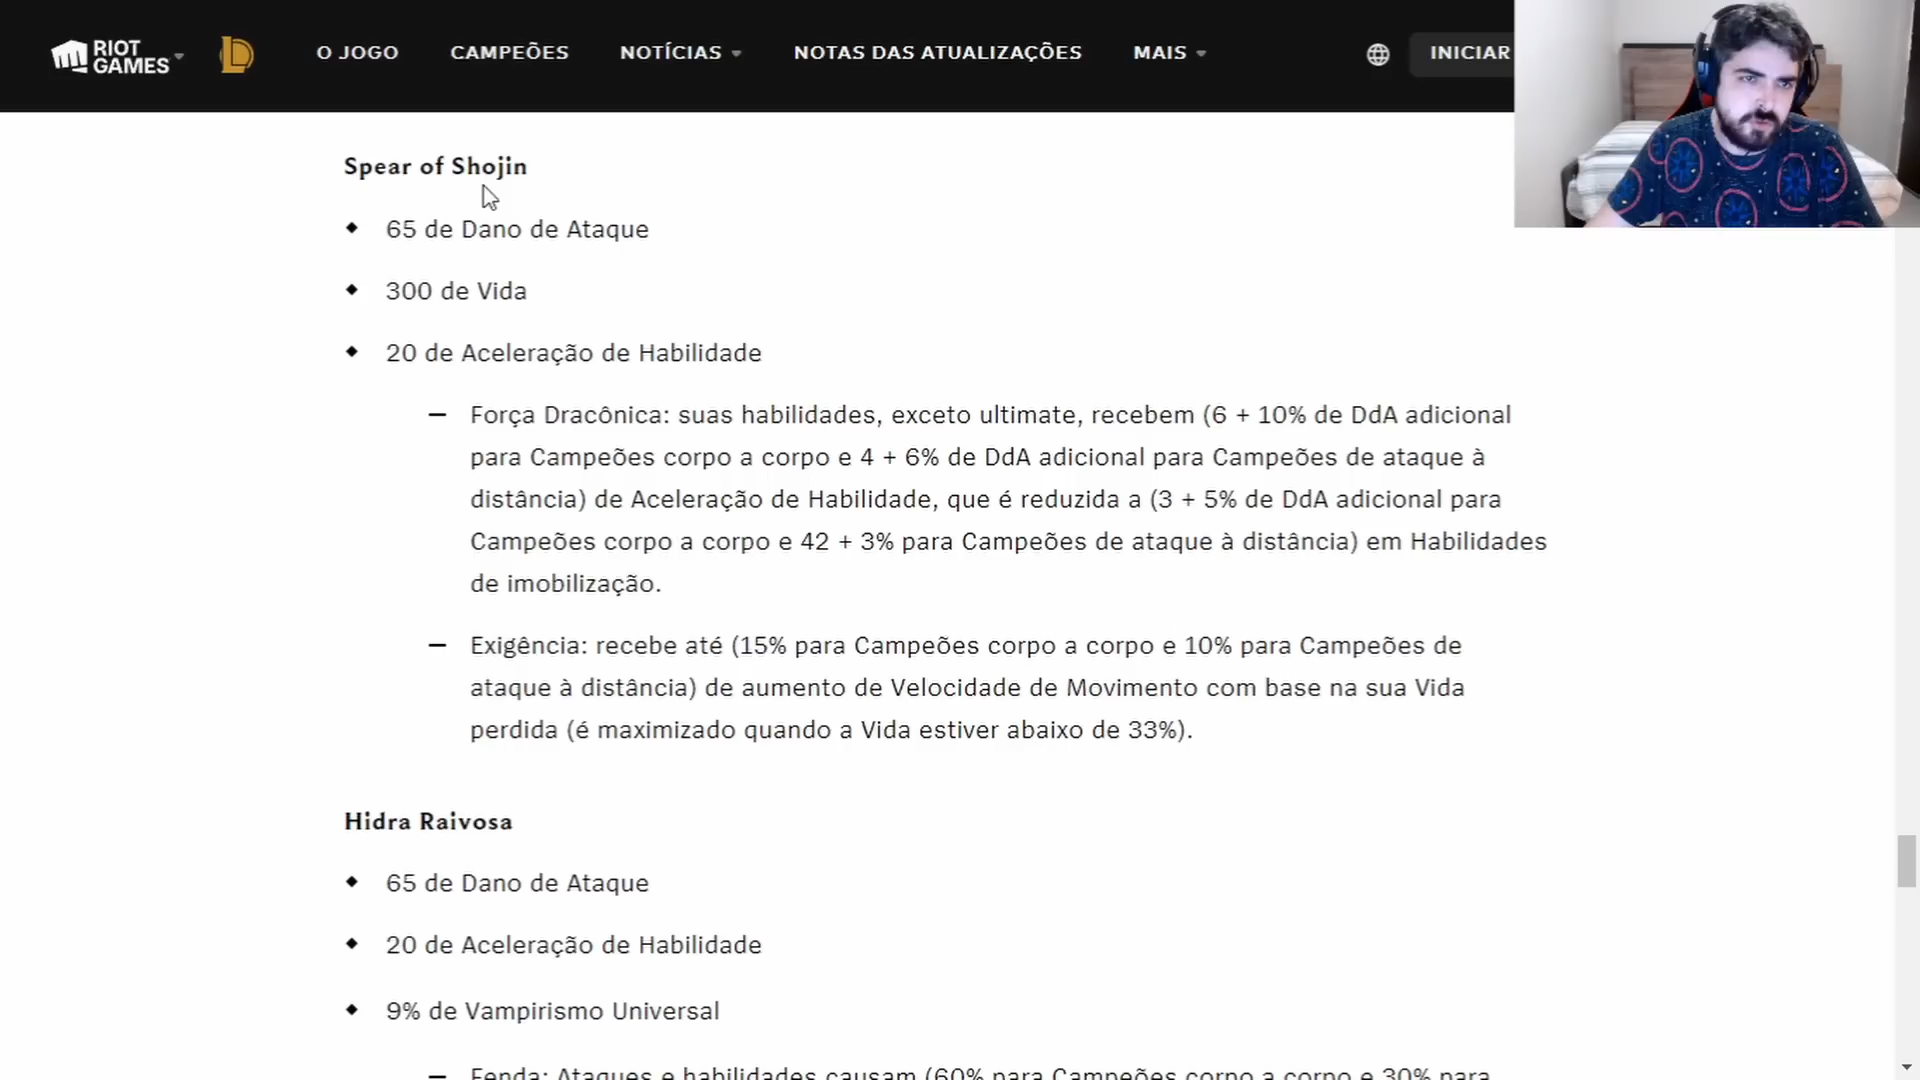 RIOT GAMES
O JOGO
CAMPEÕES
NOTÍCIAS
NOTAS DAS ATUALIZAÇÕES
MAIS
INICIAR
Spear of Shojin
65 de Dano de Ataque
300 de Vida
20 de Aceleração de Habilidade
Força Dracônica: suas habilidades, exceto ultimate, recebem (6 + 10% de DdA adicional
para Campeões corpo a corpo e 4 + 6% de DdA adicional para Campeões de ataque à
distância) de Aceleração de Habilidade, que é reduzida a (3 + 5% de DdA adicional para
Campeões corpo a corpo e 42 + 3% para Campeões de ataque à distância) em Habilidades
de imobilização.
Exigência: recebe até (15% para Campeões corpo a corpo e 10% para Campeões de
ataque à distância) de aumento de Velocidade de Movimento com base na sua Vida
perdida (é maximizado quando a Vida estiver abaixo de 33%).
Hidra Raivosa
65 de Dano de Ataque
20 de Aceleração de Habilidade
9% de Vampirismo Universal
Fenda: Ataques e habilidades causam (60% para Campeões corpo a corpo e 30% para